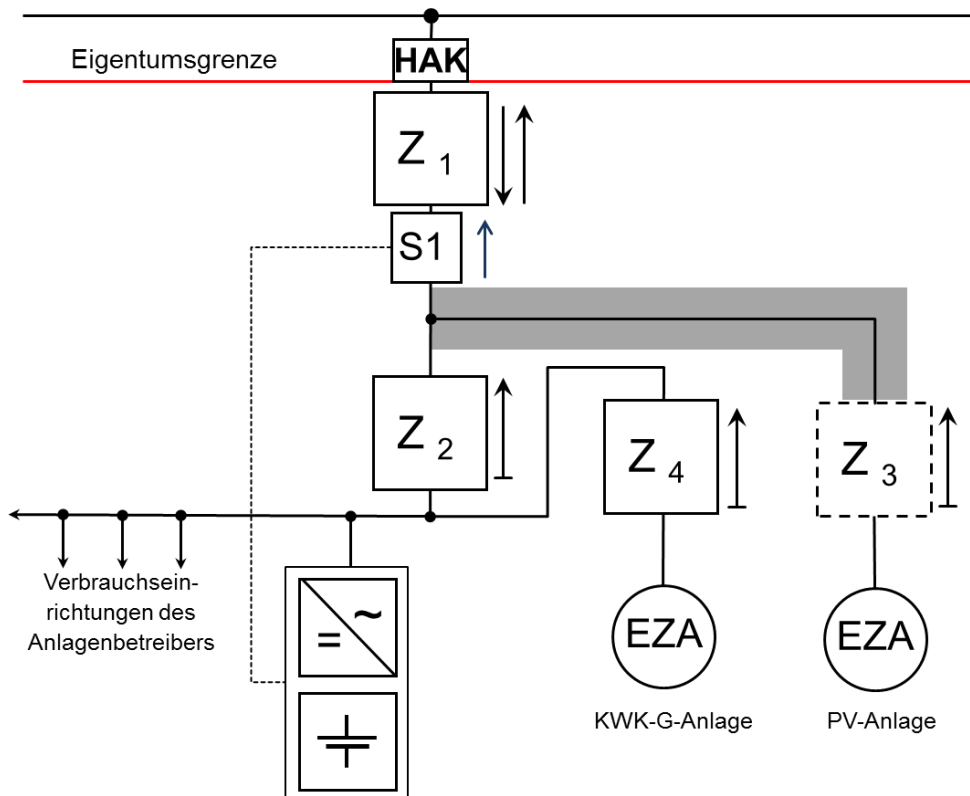 Eigentumsgrenze
HAK
Z 1
S1
Z 2
Z 4
Z 3
Verbrauchsein-
richtungen des
Anlagenbetreibers
= ~
EZA
EZA
KWK-G-Anlage
PV-Anlage